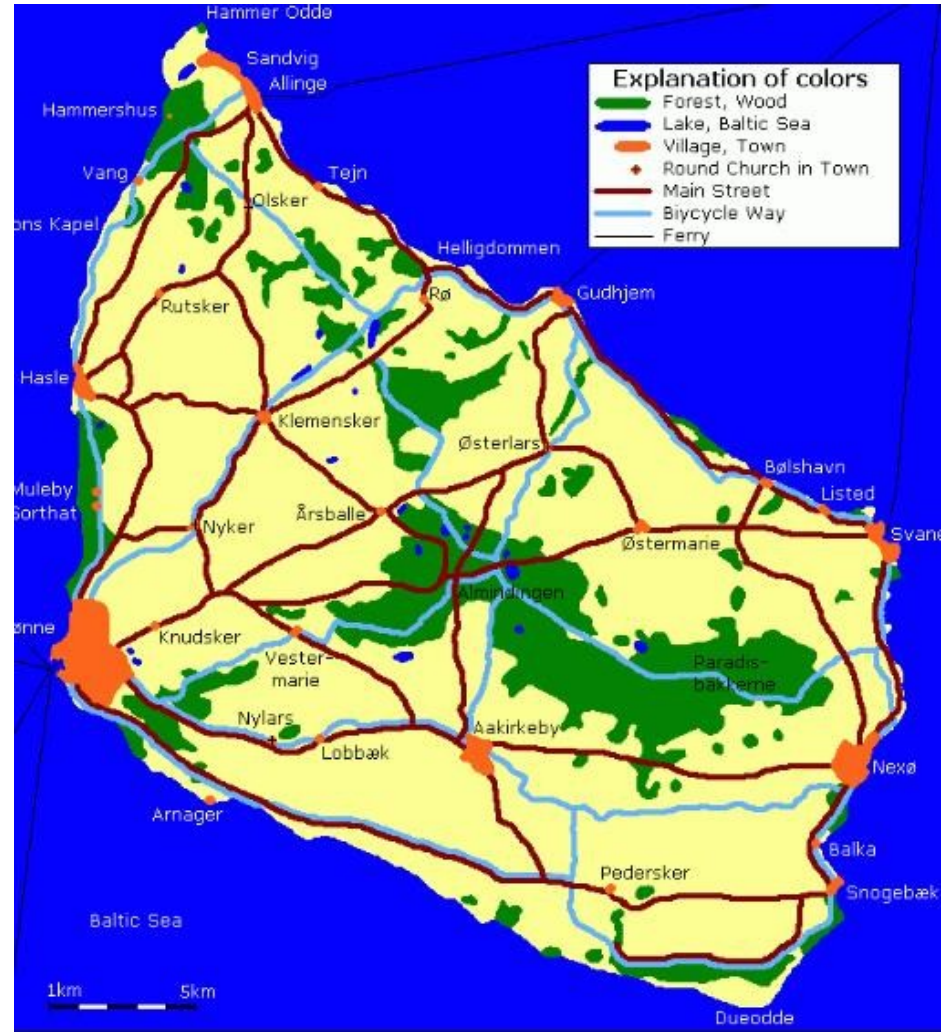 Hammer Odde
Sandvig
Allinge
Explanation of colors
Forest, Wood
Lake, Baltic Sea
Village, Town
Round Church in Town
Main Street
Biycycle Way
Ferry
Hammershus
Vang
Tejn
Olsker
ons Kapel
Helligdommen
Rø
Gudhjem
Rutsker
Hasle
Klemensker
Østerlars
Bølshavn
Listed
Muleby
Sorthat
Årsballe
Nyker
Østermarie
Svane
Almindingen
ønne
Knudsker
Vester-
marie
Paradis-
bakkerne
Nylars
Lobbæk
Aakirkeby
Nexø
Arnager
Balka
Pedersker
Snogebæk
Baltic Sea
1km 5km
Dueodde